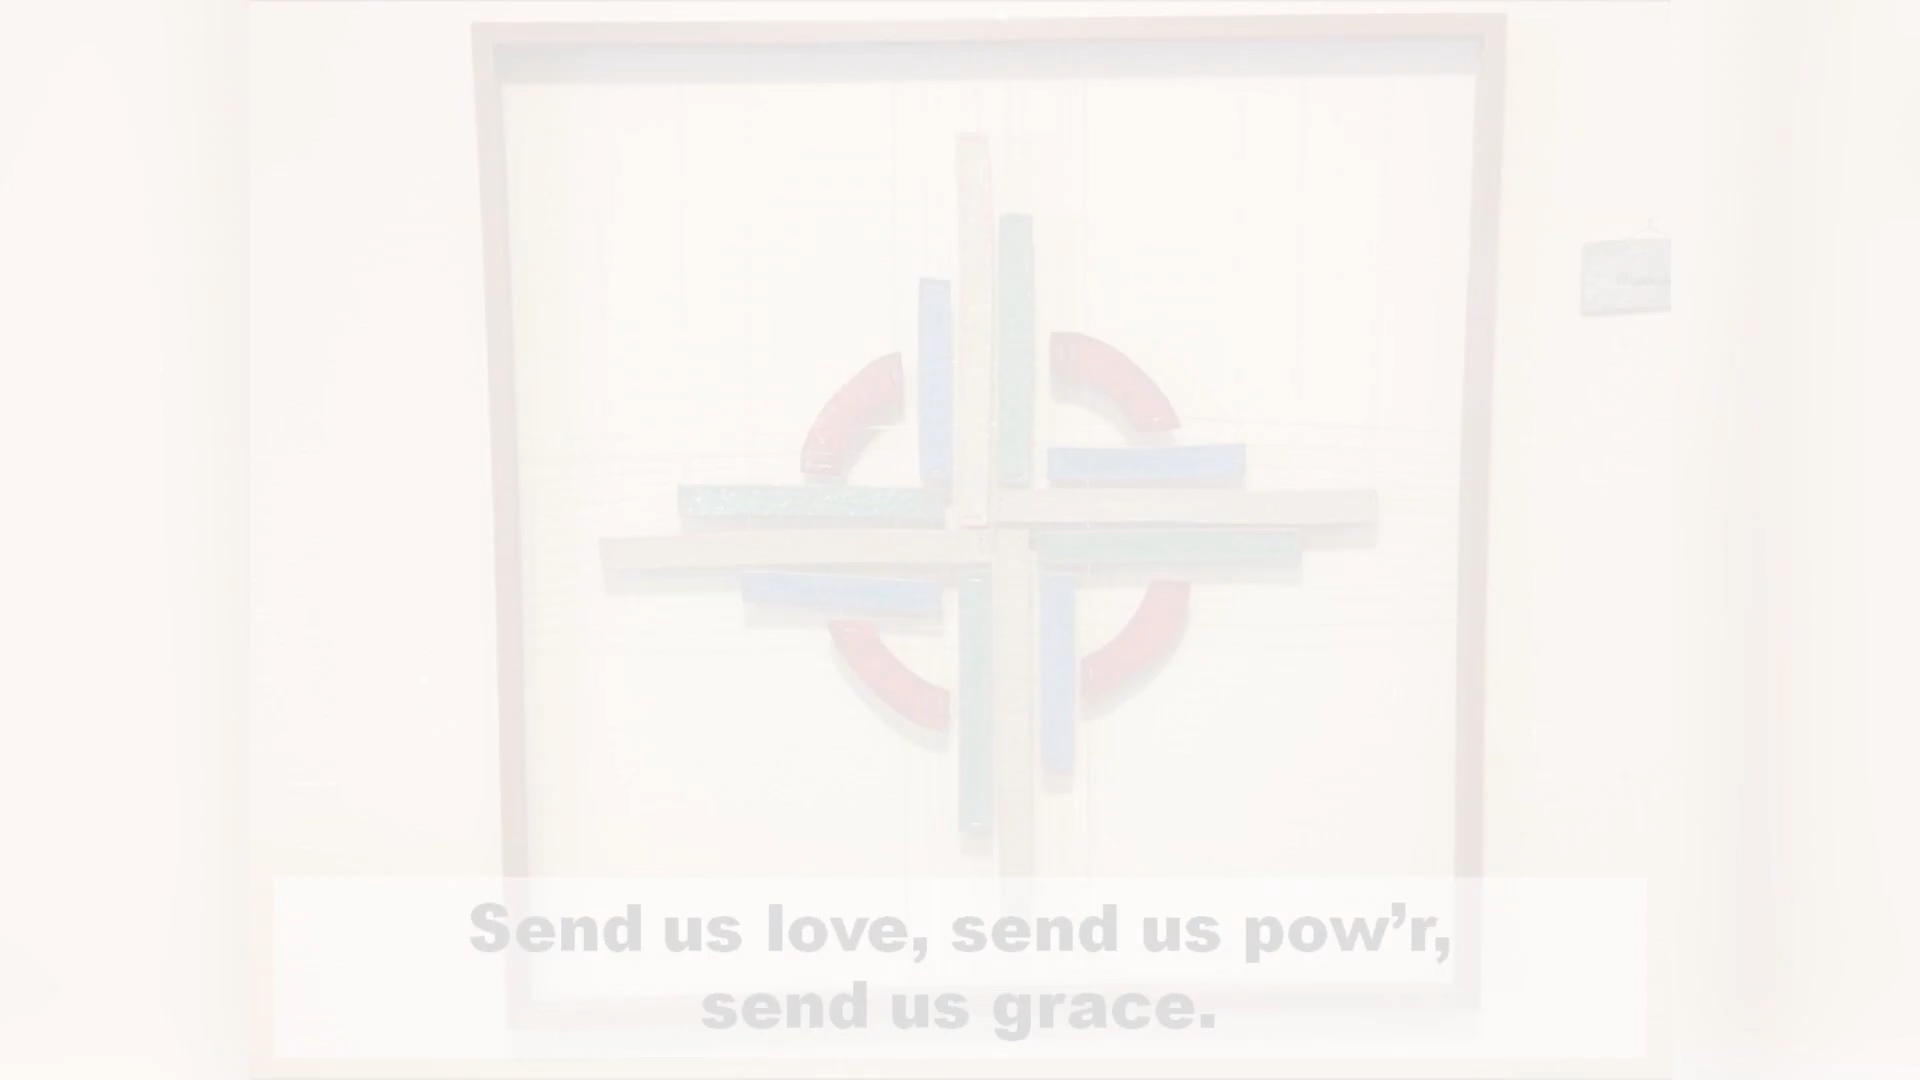 Send us love, send us pow’r,
send us grace.